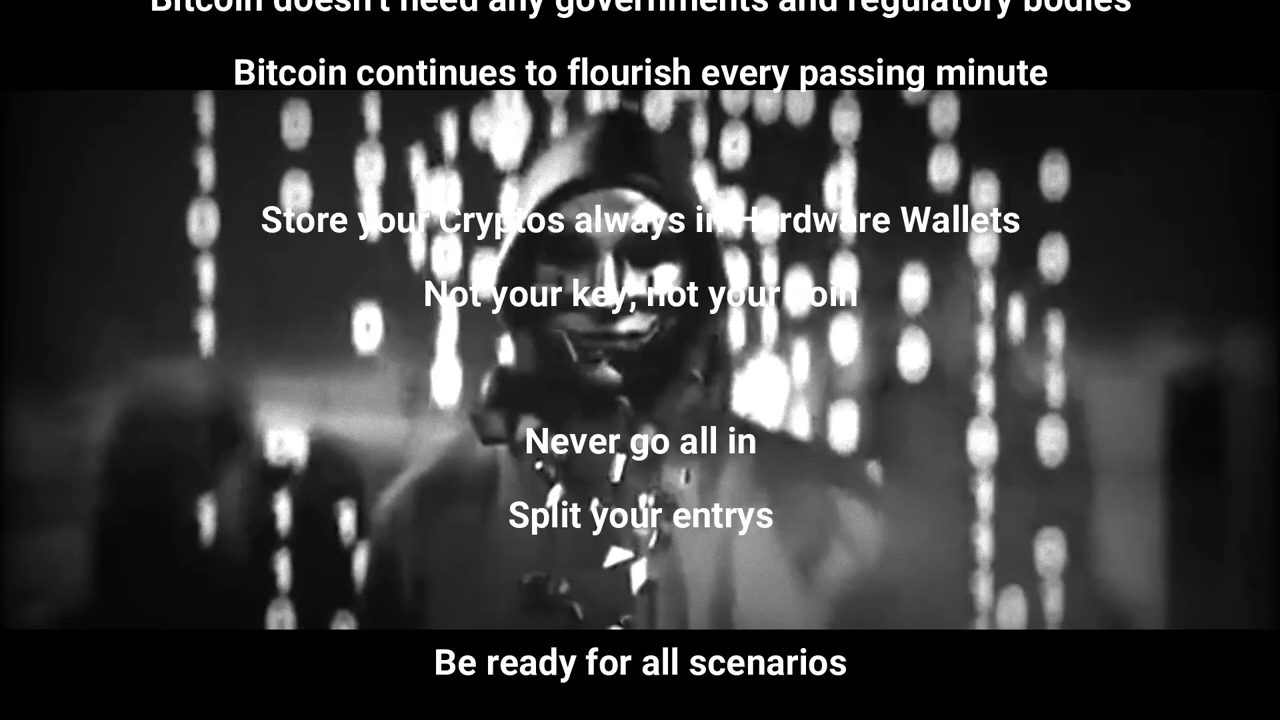 Bitcoin doesn't need any governments and regulatory bodies
Bitcoin continues to flourish every passing minute
Store your Cryptos always in Hardware Wallets
Not your key, not your coin
Never go all in
Split your entrys
Be ready for all scenarios